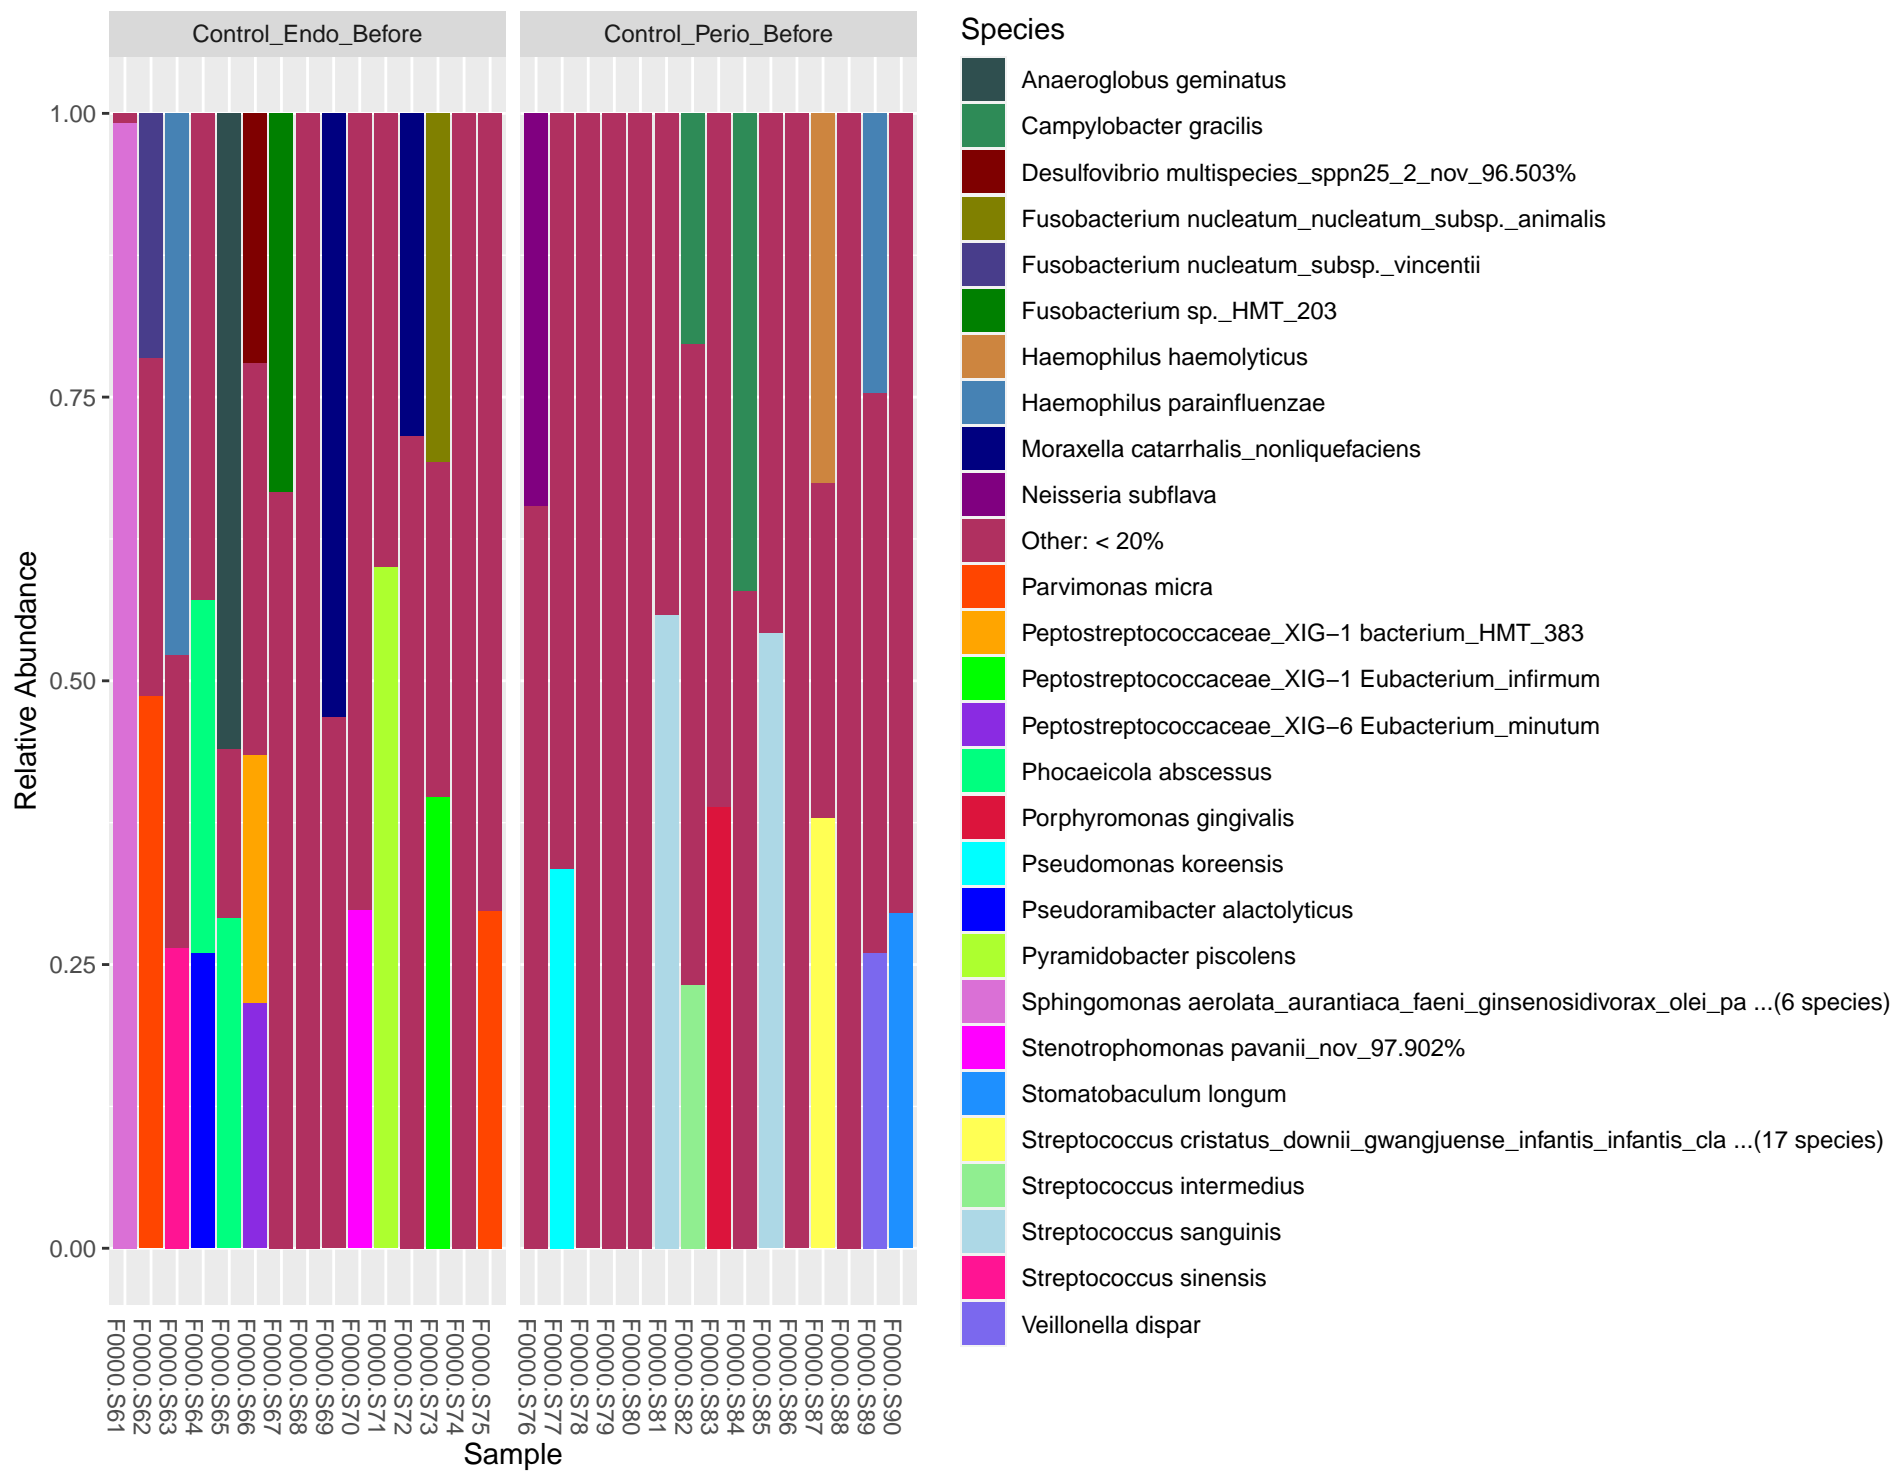 Control_Endo_Before
Control_Perio_Before
Species
Anaeroglobus geminatus
Campylobacter gracilis
Desulfovibrio multispecies_sppn25_2_nov_96.503%
Fusobacterium nucleatum_nucleatum_subsp._animalis
Fusobacterium nucleatum_subsp._vincentii
Fusobacterium sp._HMT_203
Haemophilus haemolyticus
Haemophilus parainfluenzae
Moraxella catarrhalis_nonliquefaciens
Neisseria subflava
Other: < 20%
Parvimonas micra
Peptostreptococcaceae_XIG−1 bacterium_HMT_383
Peptostreptococcaceae_XIG−1 Eubacterium_infirmum
Peptostreptococcaceae_XIG−6 Eubacterium_minutum
Phocaeicola abscessus
Porphyromonas gingivalis
Pseudomonas koreensis
Pseudoramibacter alactolyticus
Pyramidobacter piscolens
Sphingomonas aerolata_aurantiaca_faeni_ginsenosidivorax_olei_pa ...(6 species)
Stenotrophomonas pavanii_nov_97.902%
Stomatobaculum longum
Streptococcus cristatus_downii_gwangjuense_infantis_infantis_cla ...(17 species)
Streptococcus intermedius
Streptococcus sanguinis
Streptococcus sinensis
Veillonella dispar
Relative Abundance
1.00
0.75
0.50
0.25
0.00
F0000.S61
F0000.S62
F0000.S63
F0000.S64
F0000.S65
F0000.S66
F0000.S67
F0000.S68
F0000.S69
F0000.S70
F0000.S71
F0000.S72
F0000.S73
F0000.S74
F0000.S75
F0000.S76
F0000.S77
F0000.S78
F0000.S79
F0000.S80
F0000.S81
F0000.S82
F0000.S83
F0000.S84
F0000.S85
F0000.S86
F0000.S87
F0000.S88
F0000.S89
F0000.S90
Sample